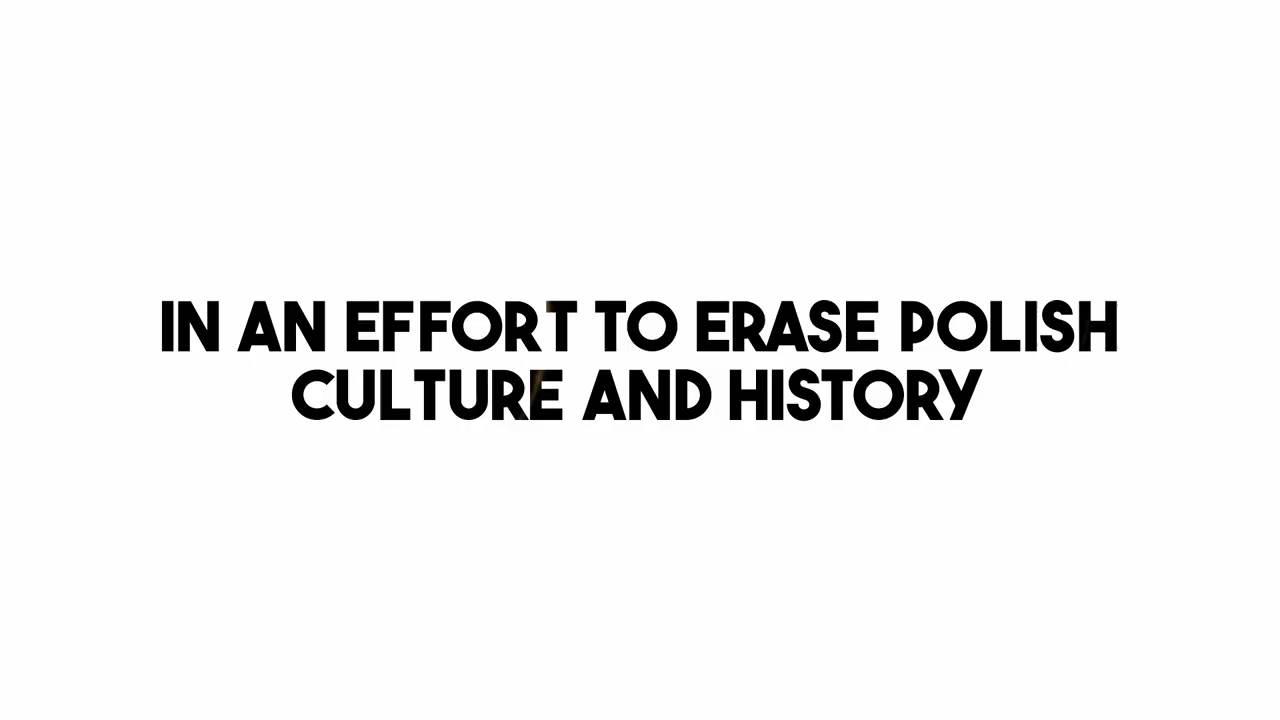 IN AN EFFORT TO ERASE POLISH
CULTURE AND HISTORY